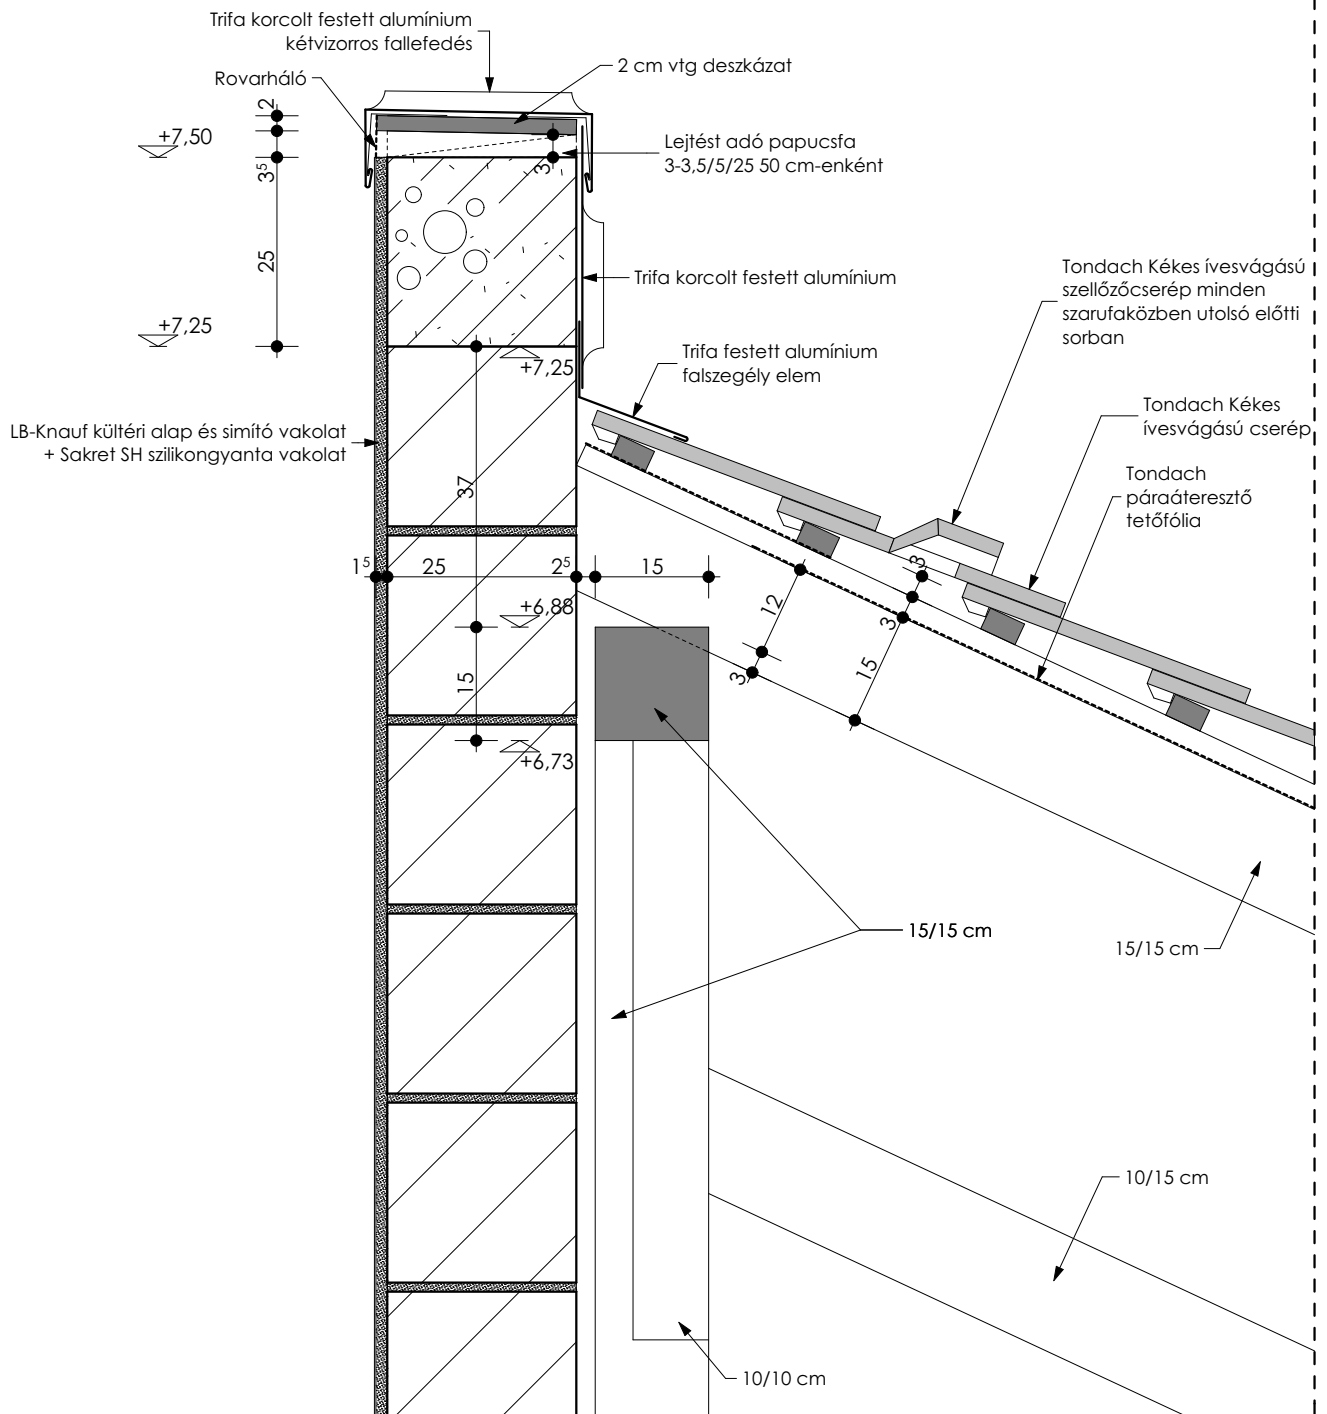 Trifa korcolt festett alumínium
kétvizorros fallefedés
Rovarháló
2 cm vtg deszkázat
2
+7,50
3⁵
Lejtést adó papucsfa
3-3,5/5/25 50 cm-enként
3
25
Trifa korcolt festett alumínium
Tondach Kékes ívesvágású
szellőzőcserép minden
szarufaközben utolsó előtti
sorban
+7,25
+7,25
Trifa festett alumínium
falszegély elem
Tondach Kékes
ívesvágású cserép
LB-Knauf kültéri alap és simító vakolat
+ Sakret SH szilikongyanta vakolat
Tondach
páraáteresztő
tetőfólia
37
1⁵
25
2⁵
15
3
12
3
+6,88
15
3
15
+6,73
15/15 cm
15/15 cm
10/15 cm
10/10 cm